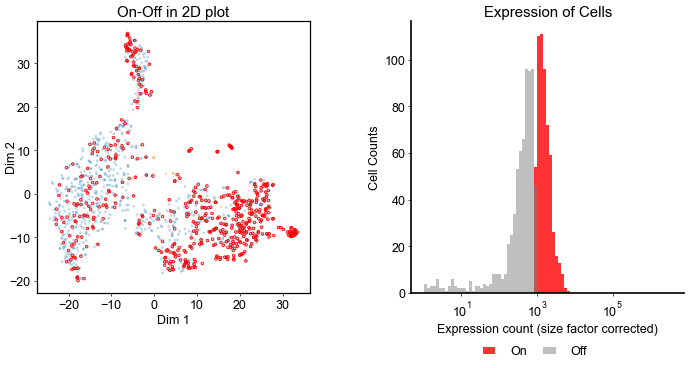 On-Off in 2D plot
Dim 2
30
20
10
0
−10
−20
−20 −10 0 10 20 30
Dim 1
Expression of Cells
Cell Counts
100
80
60
40
20
0
10^1 10^3 10^5
Expression count (size factor corrected)
On Off